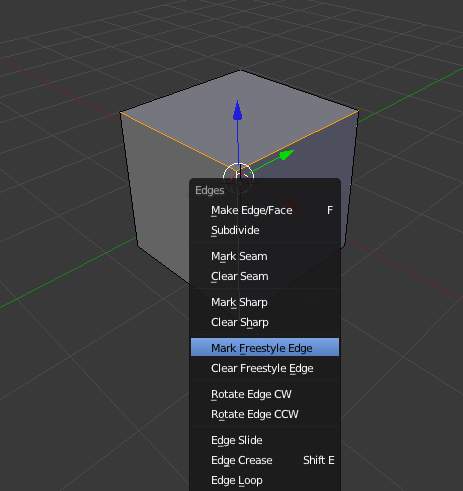 Edges
Make Edge/Face F
Subdivide
Mark Seam
Clear Seam
Mark Sharp
Clear Sharp
Mark Freestyle Edge
Clear Freestyle Edge
Rotate Edge CW
Rotate Edge CCW
Edge Slide
Edge Crease Shift E
Edge Loop